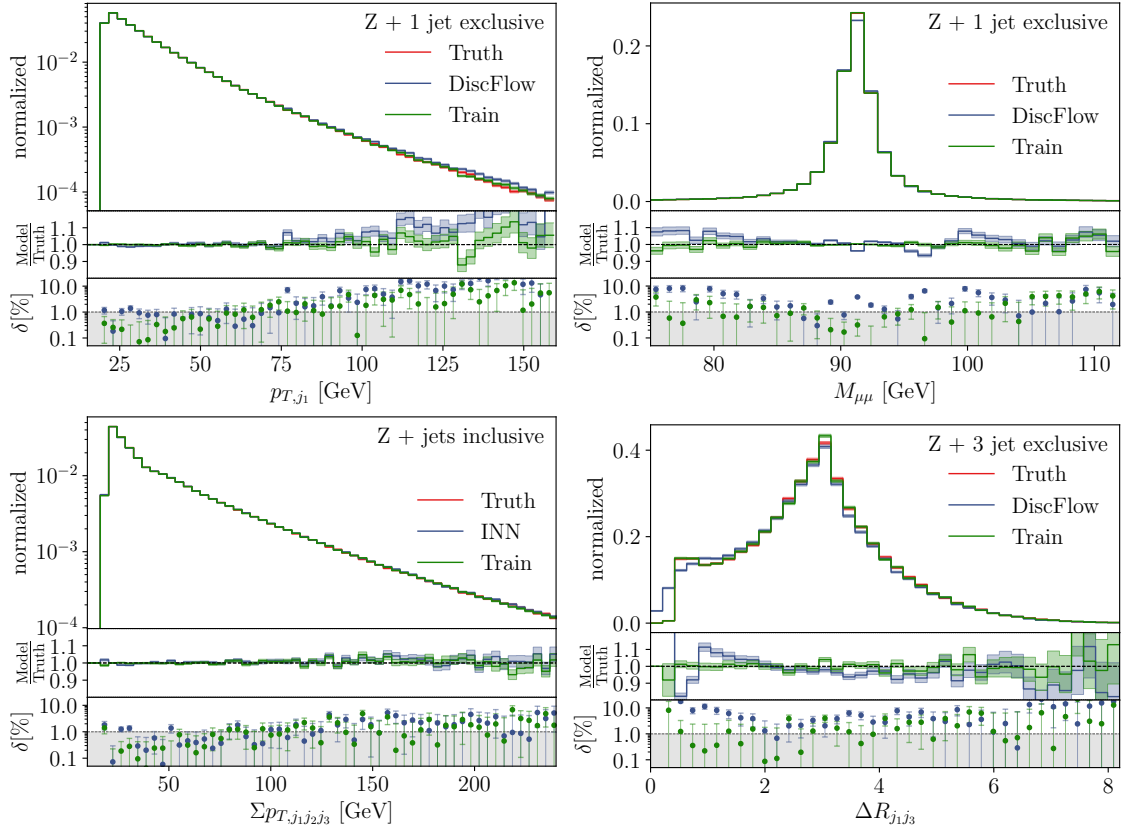 Z + 1 jet exclusive
Truth
DiscFlow
Train
normalized
10⁻²
10⁻³
10⁻⁴
Model
Truth
1.1
1.0
0.9
δ[%]
10.0
1.0
0.1
25 50 75 100 125 150
p_{T,j_1} [GeV]
Z + 1 jet exclusive
Truth
DiscFlow
Train
normalized
0.2
0.1
0.0
Model
Truth
1.1
1.0
0.9
δ[%]
10.0
1.0
0.1
80 90 100 110
M_{μμ} [GeV]
Z + jets inclusive
Truth
INN
Train
normalized
10⁻²
10⁻³
10⁻⁴
Model
Truth
1.1
1.0
0.9
δ[%]
10.0
1.0
0.1
50 100 150 200
Σp_{T,j_1j_2j_3} [GeV]
Z + 3 jet exclusive
Truth
DiscFlow
Train
normalized
0.4
0.2
0.0
Model
Truth
1.1
1.0
0.9
δ[%]
10.0
1.0
0.1
0 2 4 6 8
ΔR_{j_1j_3}